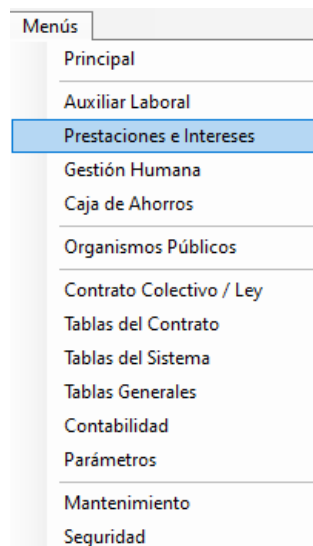 Menús
Principal
Auxiliar Laboral
Prestaciones e Intereses
Gestión Humana
Caja de Ahorros
Organismos Públicos
Contrato Colectivo / Ley
Tablas del Contrato
Tablas del Sistema
Tablas Generales
Contabilidad
Parámetros
Mantenimiento
Seguridad